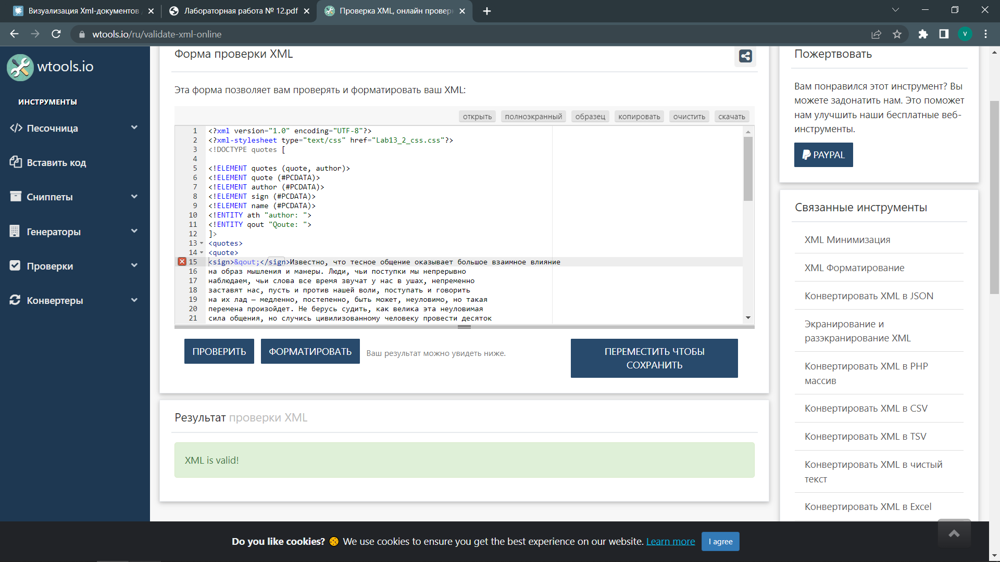 Визуализация Xml-документов
Лабораторная работа № 12.pdf
Проверка XML, онлайн провер
wtools.io/ru/validate-xml-online
V
wtools.io
ИНСТРУМЕНТЫ
Песочница
Вставить код
Сниппеты
Генераторы
Проверки
Конвертеры
Форма проверки XML
Эта форма позволяет вам проверять и форматировать ваш XML:
открыть полноэкранный образец копировать очистить скачать
1 <?xml version="1.0" encoding="UTF-8"?>
2 <?xml-stylesheet type="text/css" href="Lab13_2_css.css"?>
3 <!DOCTYPE quotes [
4
5 <!ELEMENT quotes (quote, author)>
6 <!ELEMENT quote (#PCDATA)>
7 <!ELEMENT author (#PCDATA)>
8 <!ELEMENT sign (#PCDATA)>
9 <!ELEMENT name (#PCDATA)>
10 <!ENTITY ath "author: ">
11 <!ENTITY qout "Qoute: ">
12 ]>
13 <quotes>
14 <quote>
15 <sign>&qout;</sign>Известно, что тесное общение оказывает большое взаимное влияние
16 на образ мышления и манеры. Люди, чьи поступки мы непрерывно
17 наблюдаем, чьи слова все время звучат у нас в ушах, непременно
18 заставят нас, пусть и против нашей воли, поступать и говорить
19 на их лад — медленно, постепенно, быть может, неуловимо, но такая
20 перемена произойдет. Не берусь судить, как велика эта неуловимая
21 сила общения, но случись цивилизованному человеку провести десяток
ПРОВЕРИТЬ
ФОРМАТИРОВАТЬ
Ваш результат можно увидеть ниже.
ПЕРЕМЕСТИТЬ ЧТОБЫ
СОХРАНИТЬ
Результат проверки XML
XML is valid!
Пожертвовать
Вам понравился этот инструмент? Вы
можете задонатить нам. Это поможет
нам улучшить наши бесплатные веб-
инструменты.
PAYPAL
Связанные инструменты
XML Минимизация
XML Форматирование
Конвертировать XML в JSON
Экранирование и
разэкранирование XML
Конвертировать XML в PHP
массив
Конвертировать XML в CSV
Конвертировать XML в TSV
Конвертировать XML в чистый
текст
Конвертировать XML в Excel
Do you like cookies? We use cookies to ensure you get the best experience on our website. Learn more
I agree